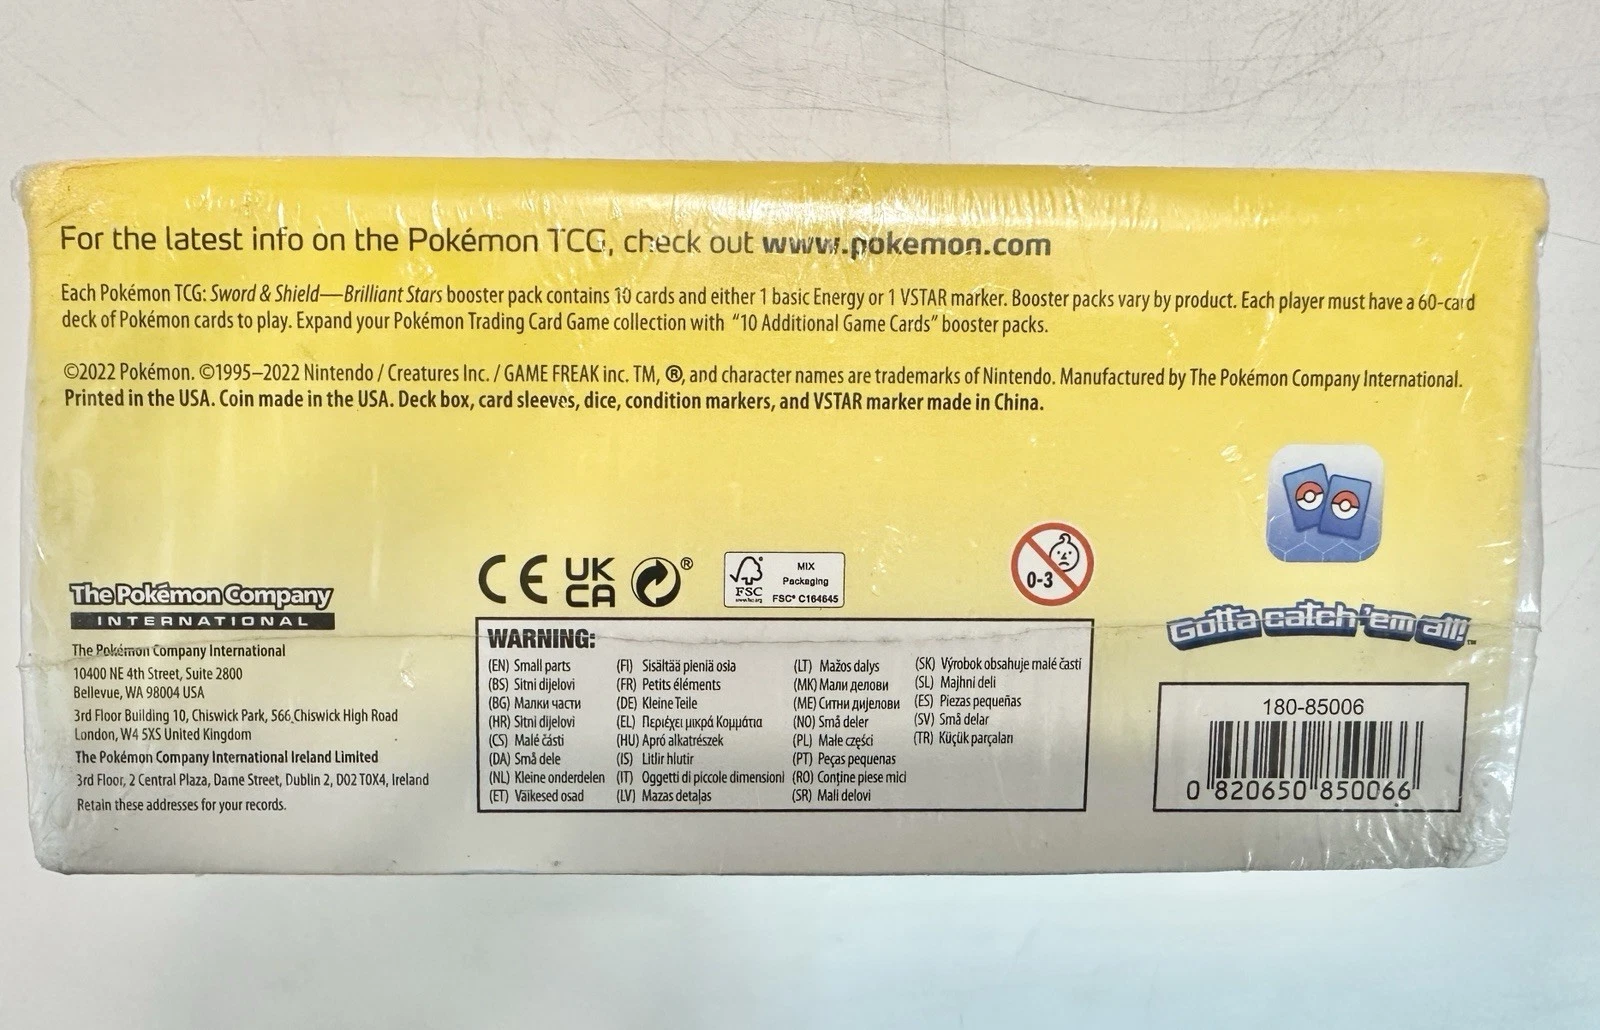 For the latest info on the Pokémon TCG, check out www.pokemon.com
Each Pokémon TCG: Sword & Shield—Brilliant Stars booster pack contains 10 cards and either 1 basic Energy or 1 VSTAR marker. Booster packs vary by product. Each player must have a 60-card
deck of Pokémon cards to play. Expand your Pokémon Trading Card Game collection with “10 Additional Game Cards” booster packs.
©2022 Pokémon. ©1995–2022 Nintendo / Creatures Inc. / GAME FREAK inc. TM, ®, and character names are trademarks of Nintendo. Manufactured by The Pokémon Company International.
Printed in the USA. Coin made in the USA. Deck box, card sleeves, dice, condition markers, and VSTAR marker made in China.
The Pokémon Company
INTERNATIONAL
The Pokémon Company International
10400 NE 4th Street, Suite 2800
Bellevue, WA 98004 USA
3rd Floor Building 10, Chiswick Park, 566 Chiswick High Road
London, W4 5XS United Kingdom
The Pokémon Company International Ireland Limited
3rd Floor, 2 Central Plaza, Dame Street, Dublin 2, D02 T0X4, Ireland
Retain these addresses for your records.
CE
UK
CA
®
FSC
www.fsc.org
MIX
Packaging
FSC® C164645
0-3
WARNING:
(EN) Small parts
(BS) Sitni dijelovi
(BG) Малки части
(HR) Sitni dijelovi
(CS) Malé části
(DA) Små dele
(NL) Kleine onderdelen
(ET) Väikesed osad
(FI) Sisältää pieniä osia
(FR) Petits éléments
(DE) Kleine Teile
(EL) Περιέχει μικρά Κομμάτια
(HU) Apró alkatrészek
(IS) Litlir hlutir
(IT) Oggetti di piccole dimensioni
(LV) Mazas detaļas
(LT) Mažos dalys
(MK) Мали делови
(ME) Ситни дијелови
(NO) Små deler
(PL) Małe części
(PT) Peças pequenas
(RO) Conține piese mici
(SR) Mali delovi
(SK) Výrobok obsahuje malé časti
(SL) Majhni deli
(ES) Piezas pequeñas
(SV) Små delar
(TR) Küçük parçaları
Gotta catch 'em all!™
180-85006
0 820650 850066